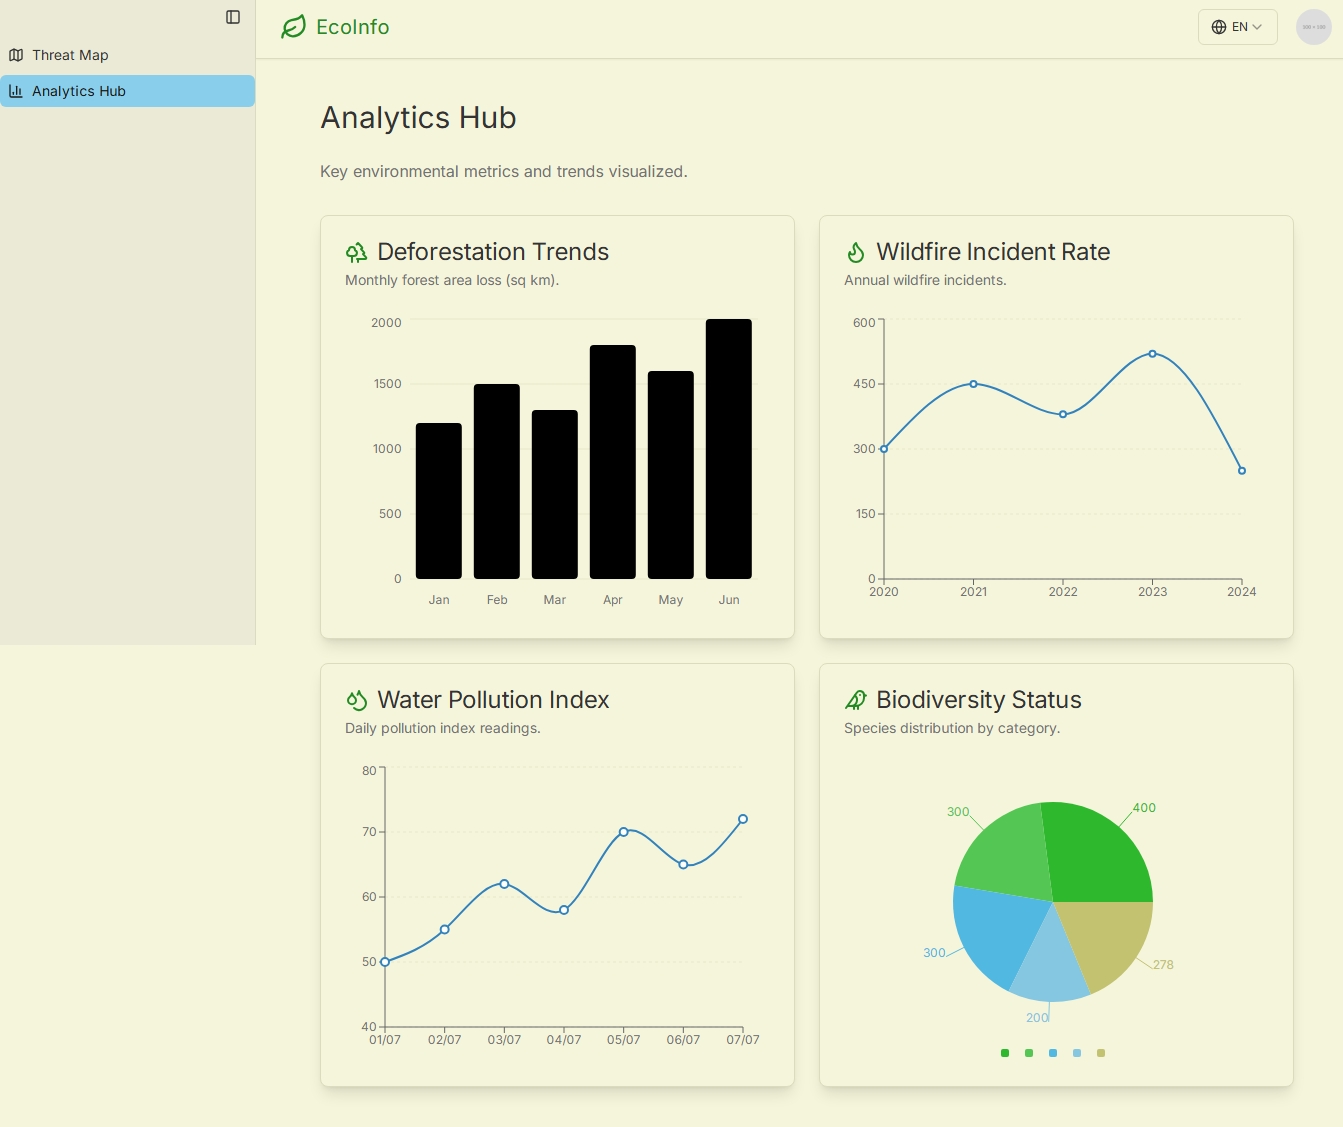 Threat Map
Analytics Hub
EcoInfo
EN
Analytics Hub
Key environmental metrics and trends visualized.
Deforestation Trends
Monthly forest area loss (sq km).
2000
1500
1000
500
0
Jan Feb Mar Apr May Jun
Wildfire Incident Rate
Annual wildfire incidents.
600
450
300
150
0
2020 2021 2022 2023 2024
Water Pollution Index
Daily pollution index readings.
80
70
60
50
40
01/07 02/07 03/07 04/07 05/07 06/07 07/07
Biodiversity Status
Species distribution by category.
400
300
300
278
200